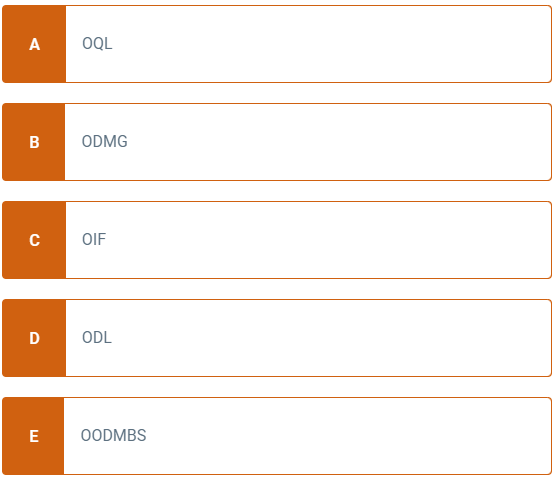 A OQL
B ODMG
C OIF
D ODL
E OODMBS